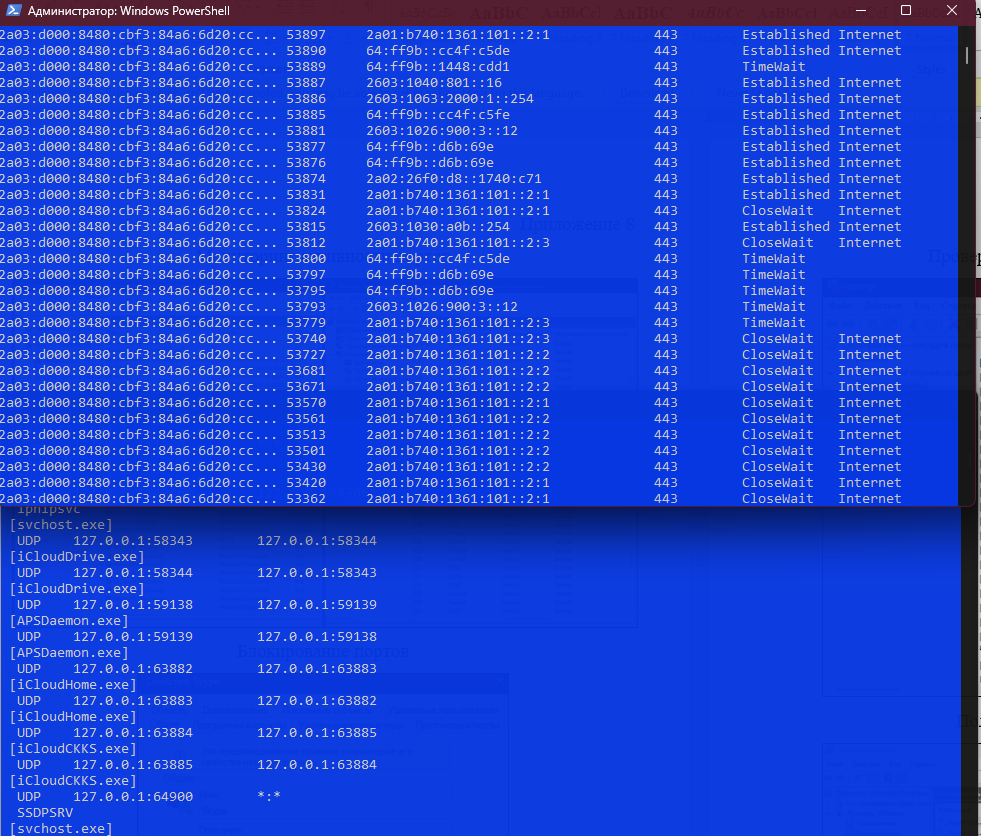 Администратор: Windows PowerShell
2a03:d000:8480:cbf3:84a6:6d20:cc... 53897 2a01:b740:1361:101::2:1 443 Established Internet
2a03:d000:8480:cbf3:84a6:6d20:cc... 53890 64:ff9b::cc4f:c5de 443 Established Internet
2a03:d000:8480:cbf3:84a6:6d20:cc... 53889 64:ff9b::1448:cdd1 443 TimeWait
2a03:d000:8480:cbf3:84a6:6d20:cc... 53887 2603:1040:801::16 443 Established Internet
2a03:d000:8480:cbf3:84a6:6d20:cc... 53886 2603:1063:2000:1::254 443 Established Internet
2a03:d000:8480:cbf3:84a6:6d20:cc... 53885 64:ff9b::cc4f:c5fe 443 Established Internet
2a03:d000:8480:cbf3:84a6:6d20:cc... 53881 2603:1026:900:3::12 443 Established Internet
2a03:d000:8480:cbf3:84a6:6d20:cc... 53877 64:ff9b::d6b:69e 443 Established Internet
2a03:d000:8480:cbf3:84a6:6d20:cc... 53876 64:ff9b::d6b:69e 443 Established Internet
2a03:d000:8480:cbf3:84a6:6d20:cc... 53874 2a02:26f0:d8::1740:c71 443 Established Internet
2a03:d000:8480:cbf3:84a6:6d20:cc... 53831 2a01:b740:1361:101::2:1 443 Established Internet
2a03:d000:8480:cbf3:84a6:6d20:cc... 53824 2a01:b740:1361:101::2:1 443 CloseWait Internet
2a03:d000:8480:cbf3:84a6:6d20:cc... 53815 2603:1030:a0b::254 443 Established Internet
2a03:d000:8480:cbf3:84a6:6d20:cc... 53812 2a01:b740:1361:101::2:3 443 CloseWait Internet
2a03:d000:8480:cbf3:84a6:6d20:cc... 53800 64:ff9b::cc4f:c5de 443 TimeWait
2a03:d000:8480:cbf3:84a6:6d20:cc... 53797 64:ff9b::d6b:69e 443 TimeWait
2a03:d000:8480:cbf3:84a6:6d20:cc... 53795 64:ff9b::d6b:69e 443 TimeWait
2a03:d000:8480:cbf3:84a6:6d20:cc... 53793 2603:1026:900:3::12 443 TimeWait
2a03:d000:8480:cbf3:84a6:6d20:cc... 53779 2a01:b740:1361:101::2:3 443 TimeWait
2a03:d000:8480:cbf3:84a6:6d20:cc... 53740 2a01:b740:1361:101::2:3 443 CloseWait Internet
2a03:d000:8480:cbf3:84a6:6d20:cc... 53727 2a01:b740:1361:101::2:2 443 CloseWait Internet
2a03:d000:8480:cbf3:84a6:6d20:cc... 53681 2a01:b740:1361:101::2:2 443 CloseWait Internet
2a03:d000:8480:cbf3:84a6:6d20:cc... 53671 2a01:b740:1361:101::2:2 443 CloseWait Internet
2a03:d000:8480:cbf3:84a6:6d20:cc... 53570 2a01:b740:1361:101::2:1 443 CloseWait Internet
2a03:d000:8480:cbf3:84a6:6d20:cc... 53561 2a01:b740:1361:101::2:2 443 CloseWait Internet
2a03:d000:8480:cbf3:84a6:6d20:cc... 53513 2a01:b740:1361:101::2:2 443 CloseWait Internet
2a03:d000:8480:cbf3:84a6:6d20:cc... 53501 2a01:b740:1361:101::2:2 443 CloseWait Internet
2a03:d000:8480:cbf3:84a6:6d20:cc... 53430 2a01:b740:1361:101::2:2 443 CloseWait Internet
2a03:d000:8480:cbf3:84a6:6d20:cc... 53420 2a01:b740:1361:101::2:1 443 CloseWait Internet
2a03:d000:8480:cbf3:84a6:6d20:cc... 53362 2a01:b740:1361:101::2:1 443 CloseWait Internet
Приложение 8
iphlpsvc
[svchost.exe]
UDP 127.0.0.1:58343 127.0.0.1:58344
[iCloudDrive.exe]
UDP 127.0.0.1:58344 127.0.0.1:58343
[iCloudDrive.exe]
UDP 127.0.0.1:59138 127.0.0.1:59139
[APSDaemon.exe]
UDP 127.0.0.1:59139 127.0.0.1:59138
[APSDaemon.exe]
Блокирование портов
UDP 127.0.0.1:63882 127.0.0.1:63883
[iCloudHome.exe]
UDP 127.0.0.1:63883 127.0.0.1:63882
[iCloudHome.exe]
UDP 127.0.0.1:63884 127.0.0.1:63885
[iCloudCKKS.exe]
UDP 127.0.0.1:63885 127.0.0.1:63884
[iCloudCKKS.exe]
UDP 127.0.0.1:64900 *:*
SSDPSRV
[svchost.exe]